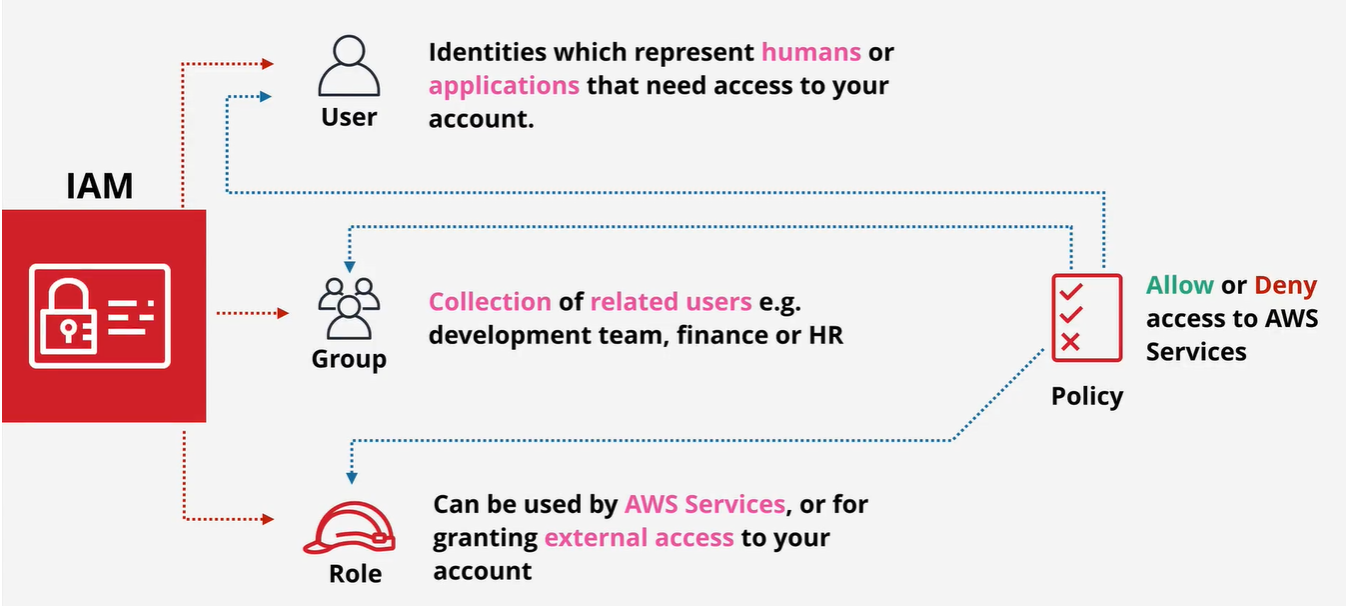 IAM
User
Identities which represent humans or
applications that need access to your
account.
Group
Collection of related users e.g.
development team, finance or HR
Policy
Allow or Deny
access to AWS
Services
Role
Can be used by AWS Services, or for
granting external access to your
account